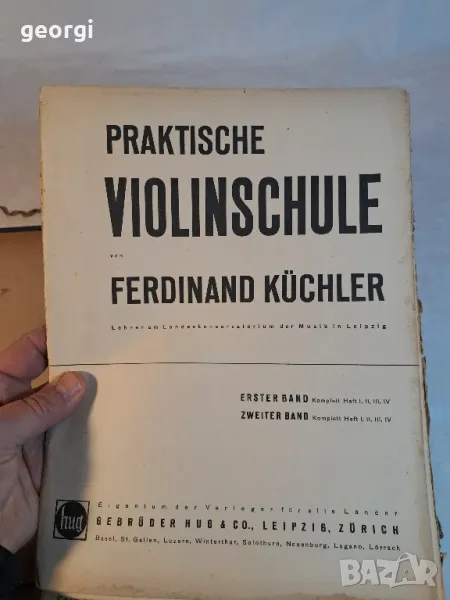 georgi
PRAKTISCHE
VIOLINSCHULE
von
FERDINAND KÜCHLER
Lehrer am Landeskonservatorium der Musik in Leipzig
ERSTER BAND Komplett Heft I, II, III, IV
ZWEITER BAND Komplett Heft I, II, III, IV
hug
Eigentum der Verleger für alle Länder
GEBRÜDER HUG & CO., LEIPZIG, ZÜRICH
Basel, St. Gallen, Luzern, Winterthur, Solothurn, Neuenburg, Lugano, Lörrach
BAZAR